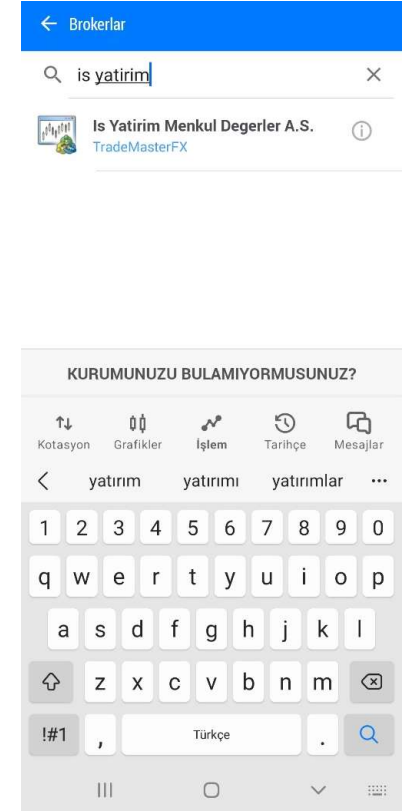 Brokerlar
is yatirim
Is Yatirim Menkul Degerler A.S.
TradeMasterFX
KURUMUNUZU BULAMIYORMUSUNUZ?
Kotasyon Grafikler İşlem Tarihçe Mesajlar
yatırım yatırımı yatırımlar
1 2 3 4 5 6 7 8 9 0
q w e r t y u i o p
a s d f g h j k l
z x c v b n m
!#1 , Türkçe .